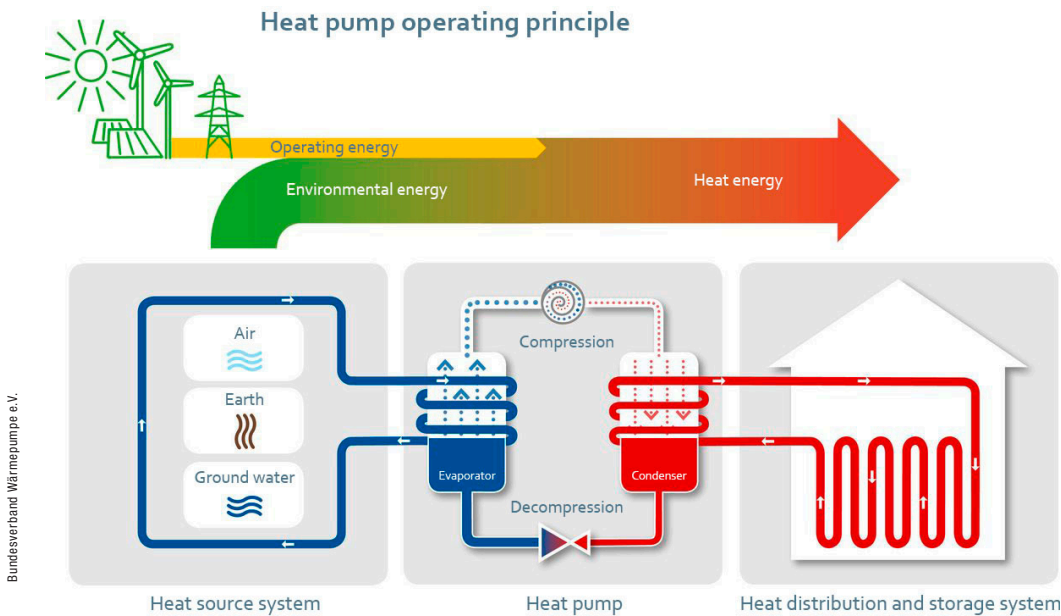 Heat pump operating principle
Operating energy
Environmental energy
Heat energy
Air
Earth
Ground water
Compression
Evaporator
Condenser
Decompression
Heat source system
Heat pump
Heat distribution and storage system
Bundesverband Wärmepumpe e.V.